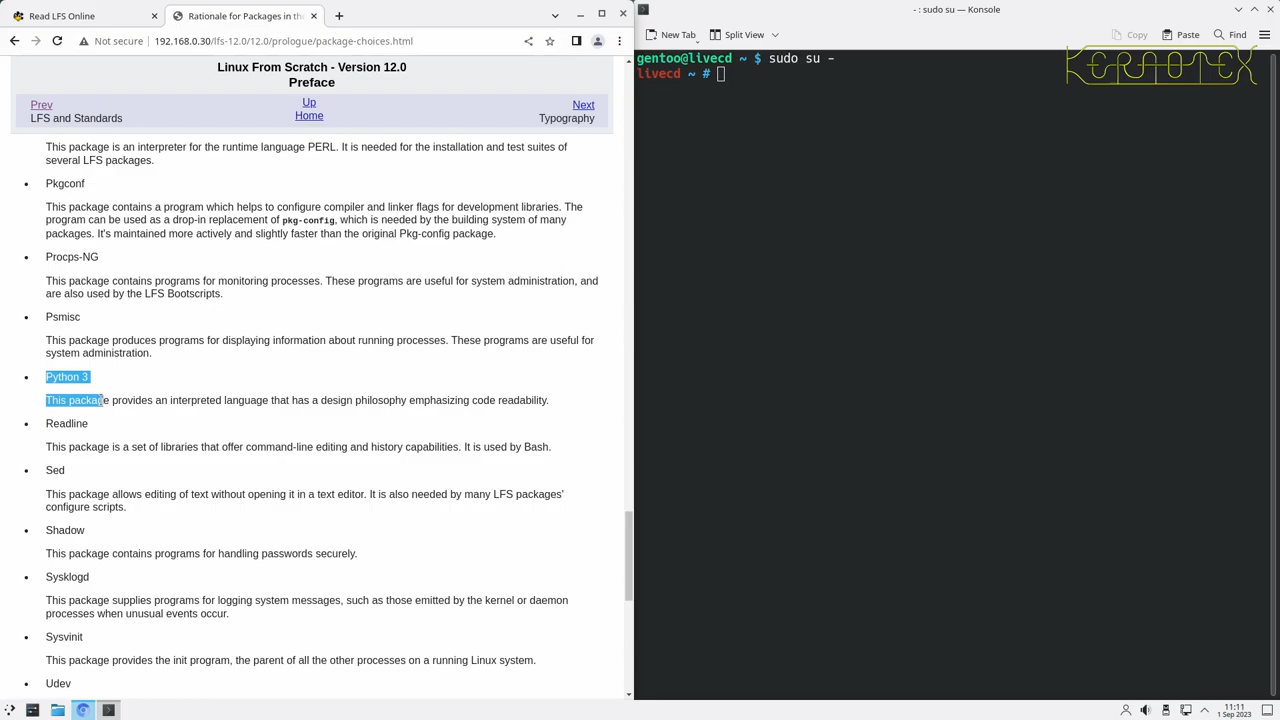 Read LFS Online
Rationale for Packages in the
Not secure
192.168.0.30/lfs-12.0/12.0/prologue/package-choices.html
Linux From Scratch - Version 12.0
Preface
Prev
Up
Next
LFS and Standards
Home
Typography
This package is an interpreter for the runtime language PERL. It is needed for the installation and test suites of
several LFS packages.
Pkgconf
This package contains a program which helps to configure compiler and linker flags for development libraries. The
program can be used as a drop-in replacement of pkg-config, which is needed by the building system of many
packages. It's maintained more actively and slightly faster than the original Pkg-config package.
Procps-NG
This package contains programs for monitoring processes. These programs are useful for system administration, and
are also used by the LFS Bootscripts.
Psmisc
This package produces programs for displaying information about running processes. These programs are useful for
system administration.
Python 3
This package provides an interpreted language that has a design philosophy emphasizing code readability.
Readline
This package is a set of libraries that offer command-line editing and history capabilities. It is used by Bash.
Sed
This package allows editing of text without opening it in a text editor. It is also needed by many LFS packages'
configure scripts.
Shadow
This package contains programs for handling passwords securely.
Sysklogd
This package supplies programs for logging system messages, such as those emitted by the kernel or daemon
processes when unusual events occur.
Sysvinit
This package provides the init program, the parent of all the other processes on a running Linux system.
Udev
- : sudo su — Konsole
New Tab
Split View
Copy
Paste
Find
gentoo@livecd ~ $ sudo su -
livecd ~ #
11:11
1 Sep 2023